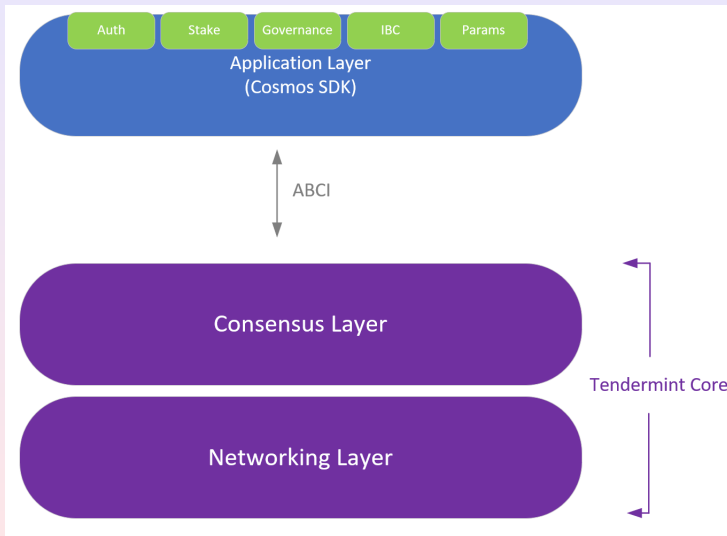 Auth
Stake
Governance
IBC
Params
Application Layer
(Cosmos SDK)
ABCI
Consensus Layer
Tendermint Core
Networking Layer